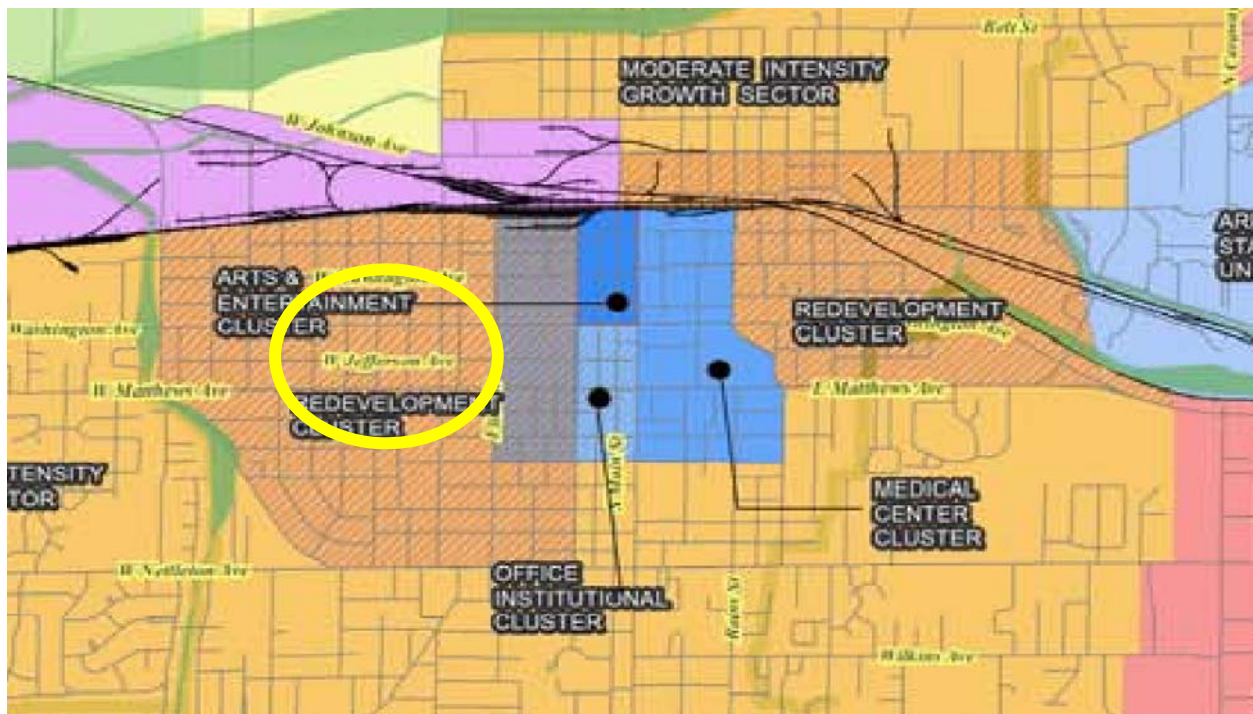 Belt St
MODERATE INTENSITY
GROWTH SECTOR
W Johnson Ave
ARTS &
ENTERTAINMENT
CLUSTER
Washington Ave
W Jefferson Ave
W Matthews Ave
REDEVELOPMENT
CLUSTER
REDEVELOPMENT
CLUSTER
E Matthews Ave
N Main St
TENSITY
TOR
MEDICAL
CENTER
CLUSTER
W Nettleton Ave
OFFICE
INSTITUTIONAL
CLUSTER
Rains St
Wilkins Ave
AR
STA
UN